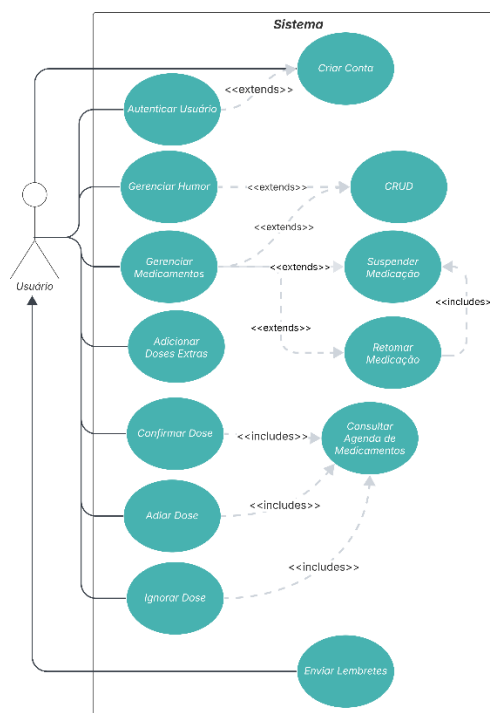 Sistema
Criar Conta
<<extends>>
Autenticar Usuário
Gerenciar Humor
<<extends>>
CRUD
<<extends>>
Usuário
Gerenciar
Medicamentos
<<extends>>
Suspender
Medicação
<<includes>>
<<extends>>
Adicionar
Doses Extras
Retomar
Medicação
Confirmar Dose
<<includes>>
Consultar
Agenda de
Medicamentos
Adiar Dose
<<includes>>
<<includes>>
Ignorar Dose
Enviar Lembretes